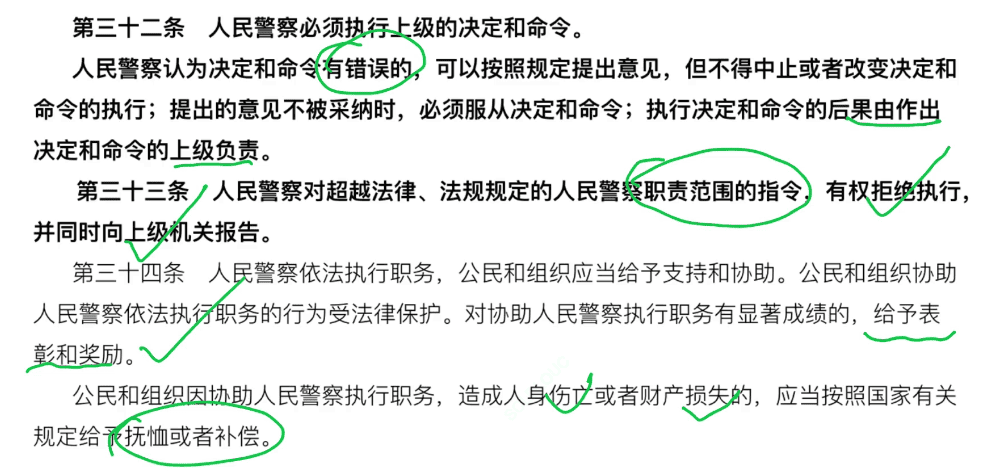 第三十二条 人民警察必须执行上级的决定和命令。
人民警察认为决定和命令有错误的，可以按照规定提出意见，但不得中止或者改变决定和
命令的执行；提出的意见不被采纳时，必须服从决定和命令；执行决定和命令的后果由作出
决定和命令的上级负责。
第三十三条 人民警察对超越法律、法规规定的人民警察职责范围的指令，有权拒绝执行，
并同时向上级机关报告。
第三十四条 人民警察依法执行职务，公民和组织应当给予支持和协助。公民和组织协助
人民警察依法执行职务的行为受法律保护。对协助人民警察执行职务有显著成绩的，给予表
彰和奖励。
公民和组织因协助人民警察执行职务，造成人身伤亡或者财产损失的，应当按照国家有关
规定给予抚恤或者补偿。